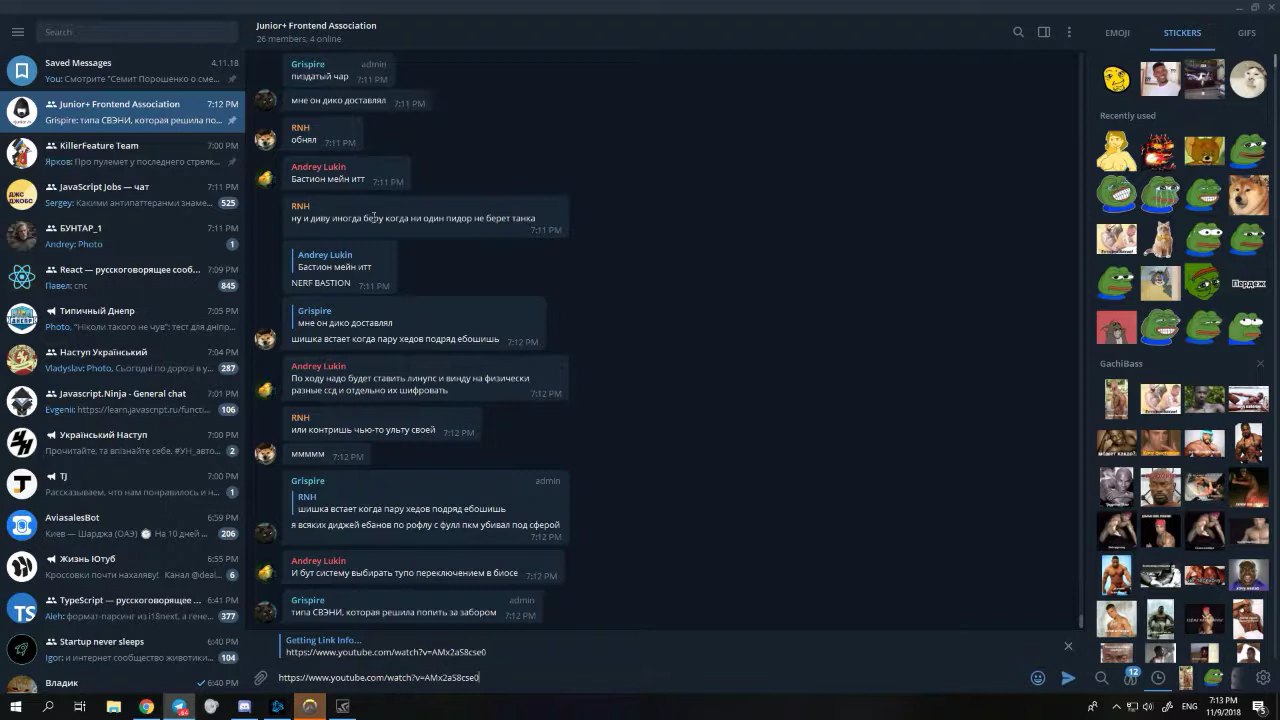 Search
Saved Messages
4.11.18
You: Смотрите "Семит Порошенко о сме...
Junior+ Frontend Association
7:12 PM
Grispire: типа СВЭНИ, которая решила по...
KillerFeature Team
7:00 PM
Ярков: Про пулемет у последнего стрелк...
JavaScript Jobs — чат
7:11 PM
Sergey: Какими антипаттернами знаме...
525
БУНТАР_1
7:11 PM
Andrey: Photo
1
React — русскоговорящее сооб...
7:09 PM
Павел: спс
845
Типичный Днепр
7:05 PM
Photo, "Ніколи такого не чув": тест для дніпр...
Наступ Український
7:04 PM
Vladyslav: Photo, Сьогодні по дорозі в у...
287
Javascript.Ninja - General chat
7:01 PM
Evgenii: https://learn.javascript.ru/functi...
106
Український Наступ
7:00 PM
Прочитайте, та впізнайте себе. #УН_авто...
2
TJ
7:00 PM
Рассказываем, что нам понравилось и ч...
1
AviasalesBot
6:59 PM
Киев — Шарджа (ОАЭ) На 10 дней ...
206
Жизнь Ютуб
6:55 PM
Кроссовки почти нахаляву! Канал @deal...
6
TypeScript — русскоговорящее ...
6:41 PM
Aleh: формат-парсинг из i18next, а гене...
377
Startup never sleeps
6:40 PM
Igor: и интернет сообщество животики...
104
Владик
6:40 PM
Junior+ Frontend Association
26 members, 4 online
Grispire admin
пиздатый чар 7:11 PM
мне он дико доставлял 7:11 PM
RNH
обнял 7:11 PM
Andrey Lukin
Бастион мейн итт 7:11 PM
RNH
ну и диву иногда беру когда ни один пидор не берет танка
7:11 PM
Andrey Lukin
Бастион мейн итт
NERF BASTION 7:11 PM
Grispire
мне он дико доставлял
шишка встает когда пару хедов подряд ебошишь 7:12 PM
Andrey Lukin
По ходу надо будет ставить линупс и винду на физически
разные ссд и отдельно их шифровать 7:12 PM
RNH
или контришь чью-то ульту своей 7:12 PM
ммммм 7:12 PM
Grispire admin
RNH
шишка встает когда пару хедов подряд ебошишь
я всяких диджей ебанов по рофлу с фулл пкм убивал под сферой
7:12 PM
Andrey Lukin
И бут систему выбирать тупо переключением в биосе 7:12 PM
Grispire admin
типа СВЭНИ, которая решила попить за забором 7:12 PM
Getting Link Info...
https://www.youtube.com/watch?v=AMx2aS8cse0
https://www.youtube.com/watch?v=AMx2aS8cse0
EMOJI
STICKERS
GIFS
Recently used
Пердеж
GachiBass
12
ENG
7:13 PM
11/9/2018